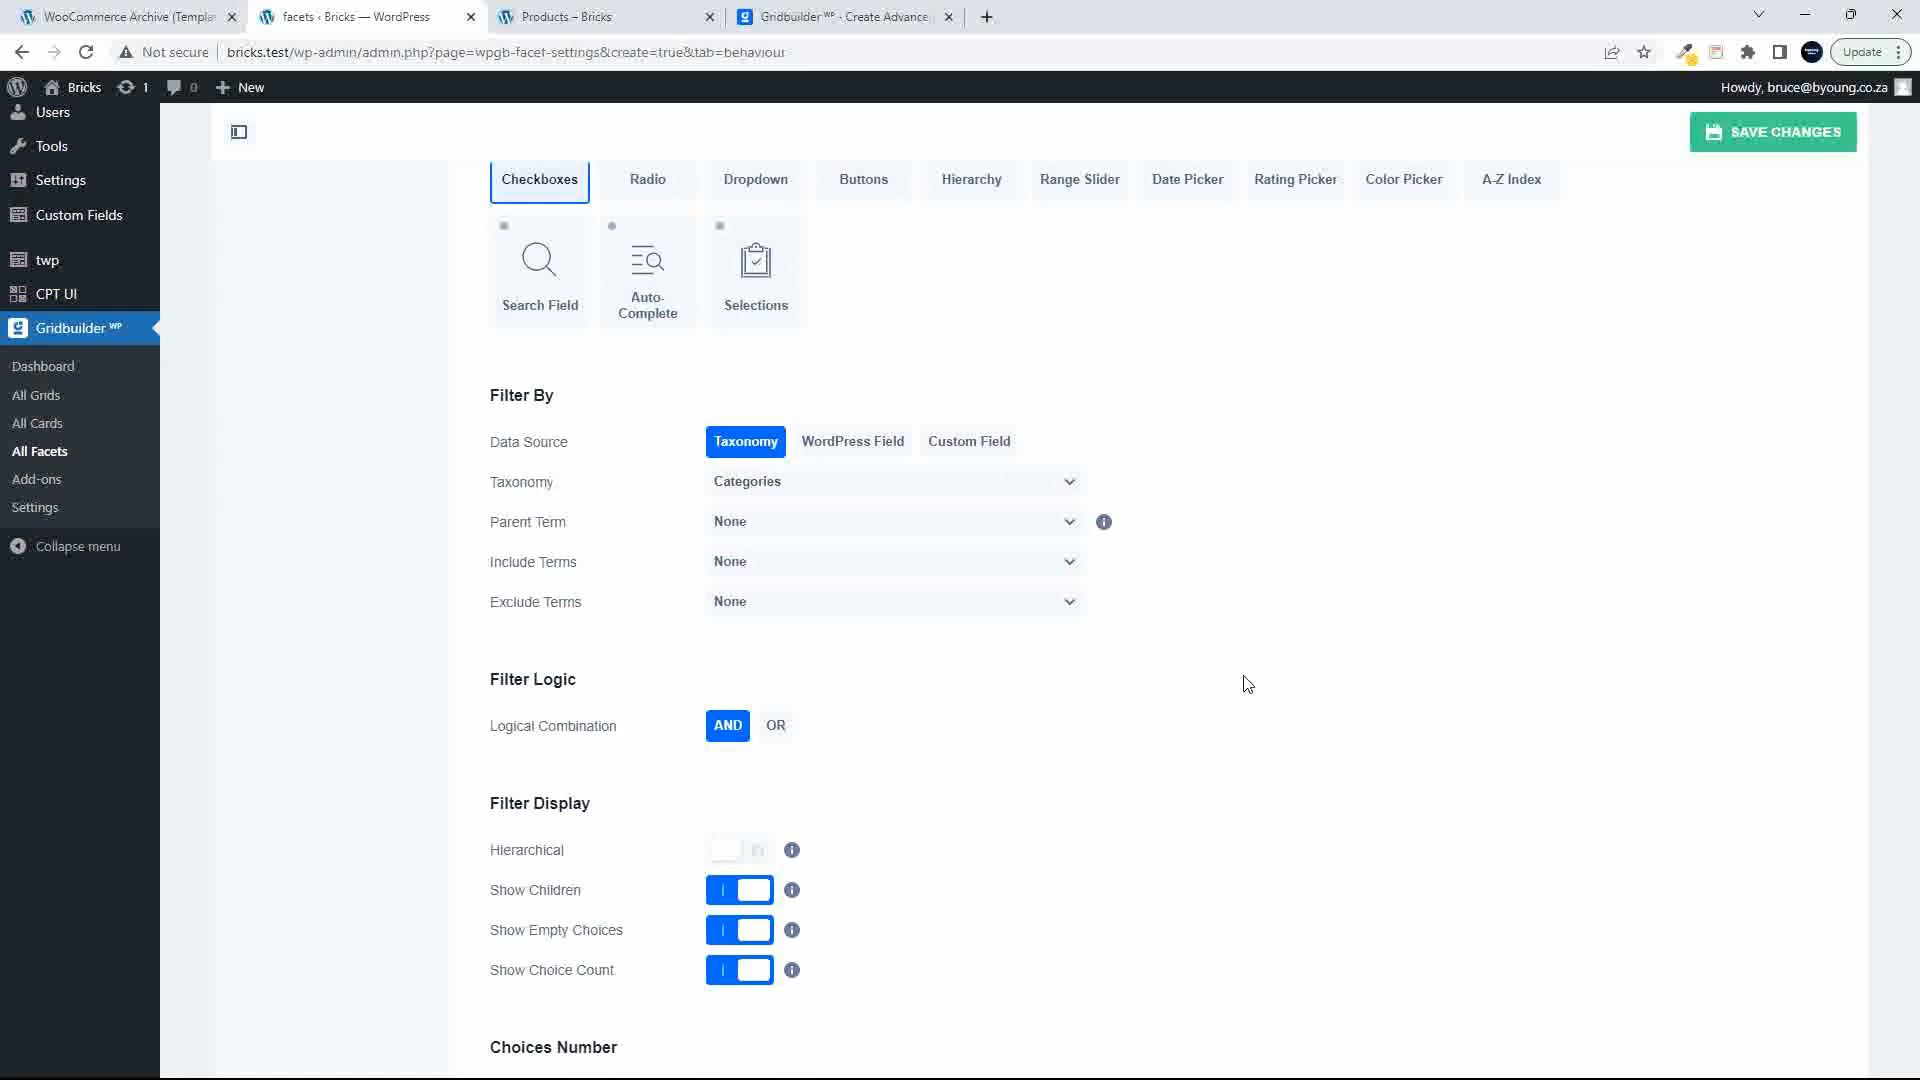 WooCommerce Archive (Templa
facets ‹ Bricks — WordPress
Products – Bricks
Gridbuilder ᵂᴾ - Create Advance
Not secure
bricks.test/wp-admin/admin.php?page=wpgb-facet-settings&create=true&tab=behaviour
Update
Bricks
1
0
New
Howdy, bruce@byoung.co.za
Users
Tools
Settings
Custom Fields
twp
CPT UI
Gridbuilder ᵂᴾ
Dashboard
All Grids
All Cards
All Facets
Add-ons
Settings
Collapse menu
SAVE CHANGES
Checkboxes
Radio
Dropdown
Buttons
Hierarchy
Range Slider
Date Picker
Rating Picker
Color Picker
A-Z Index
Search Field
Auto-
Complete
Selections
Filter By
Data Source
Taxonomy
WordPress Field
Custom Field
Taxonomy
Categories
Parent Term
None
Include Terms
None
Exclude Terms
None
Filter Logic
Logical Combination
AND
OR
Filter Display
Hierarchical
Show Children
Show Empty Choices
Show Choice Count
Choices Number